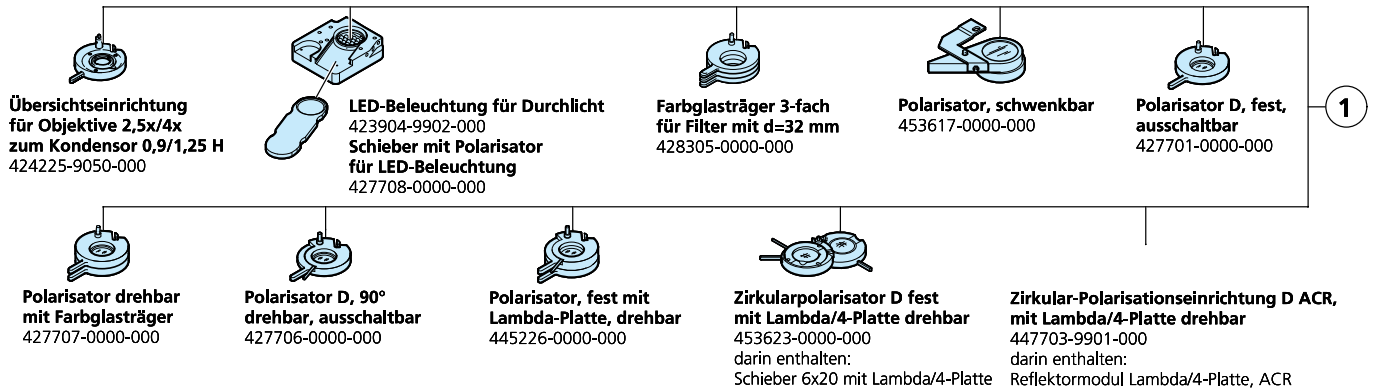 Übersichtseinrichtung
für Objektive 2,5x/4x
zum Kondensor 0,9/1,25 H
424225-9050-000
LED-Beleuchtung für Durchlicht
423904-9902-000
Schieber mit Polarisator
für LED-Beleuchtung
427708-0000-000
Farbglasträger 3-fach
für Filter mit d=32 mm
428305-0000-000
Polarisator, schwenkbar
453617-0000-000
Polarisator D, fest,
ausschaltbar
427701-0000-000
1
Polarisator drehbar
mit Farbglasträger
427707-0000-000
Polarisator D, 90°
drehbar, ausschaltbar
427706-0000-000
Polarisator, fest mit
Lambda-Platte, drehbar
445226-0000-000
Zirkularpolarisator D fest
mit Lambda/4-Platte drehbar
453623-0000-000
darin enthalten:
Schieber 6x20 mit Lambda/4-Platte
Zirkular-Polarisationseinrichtung D ACR,
mit Lambda/4-Platte drehbar
447703-9901-000
darin enthalten:
Reflektormodul Lambda/4-Platte, ACR